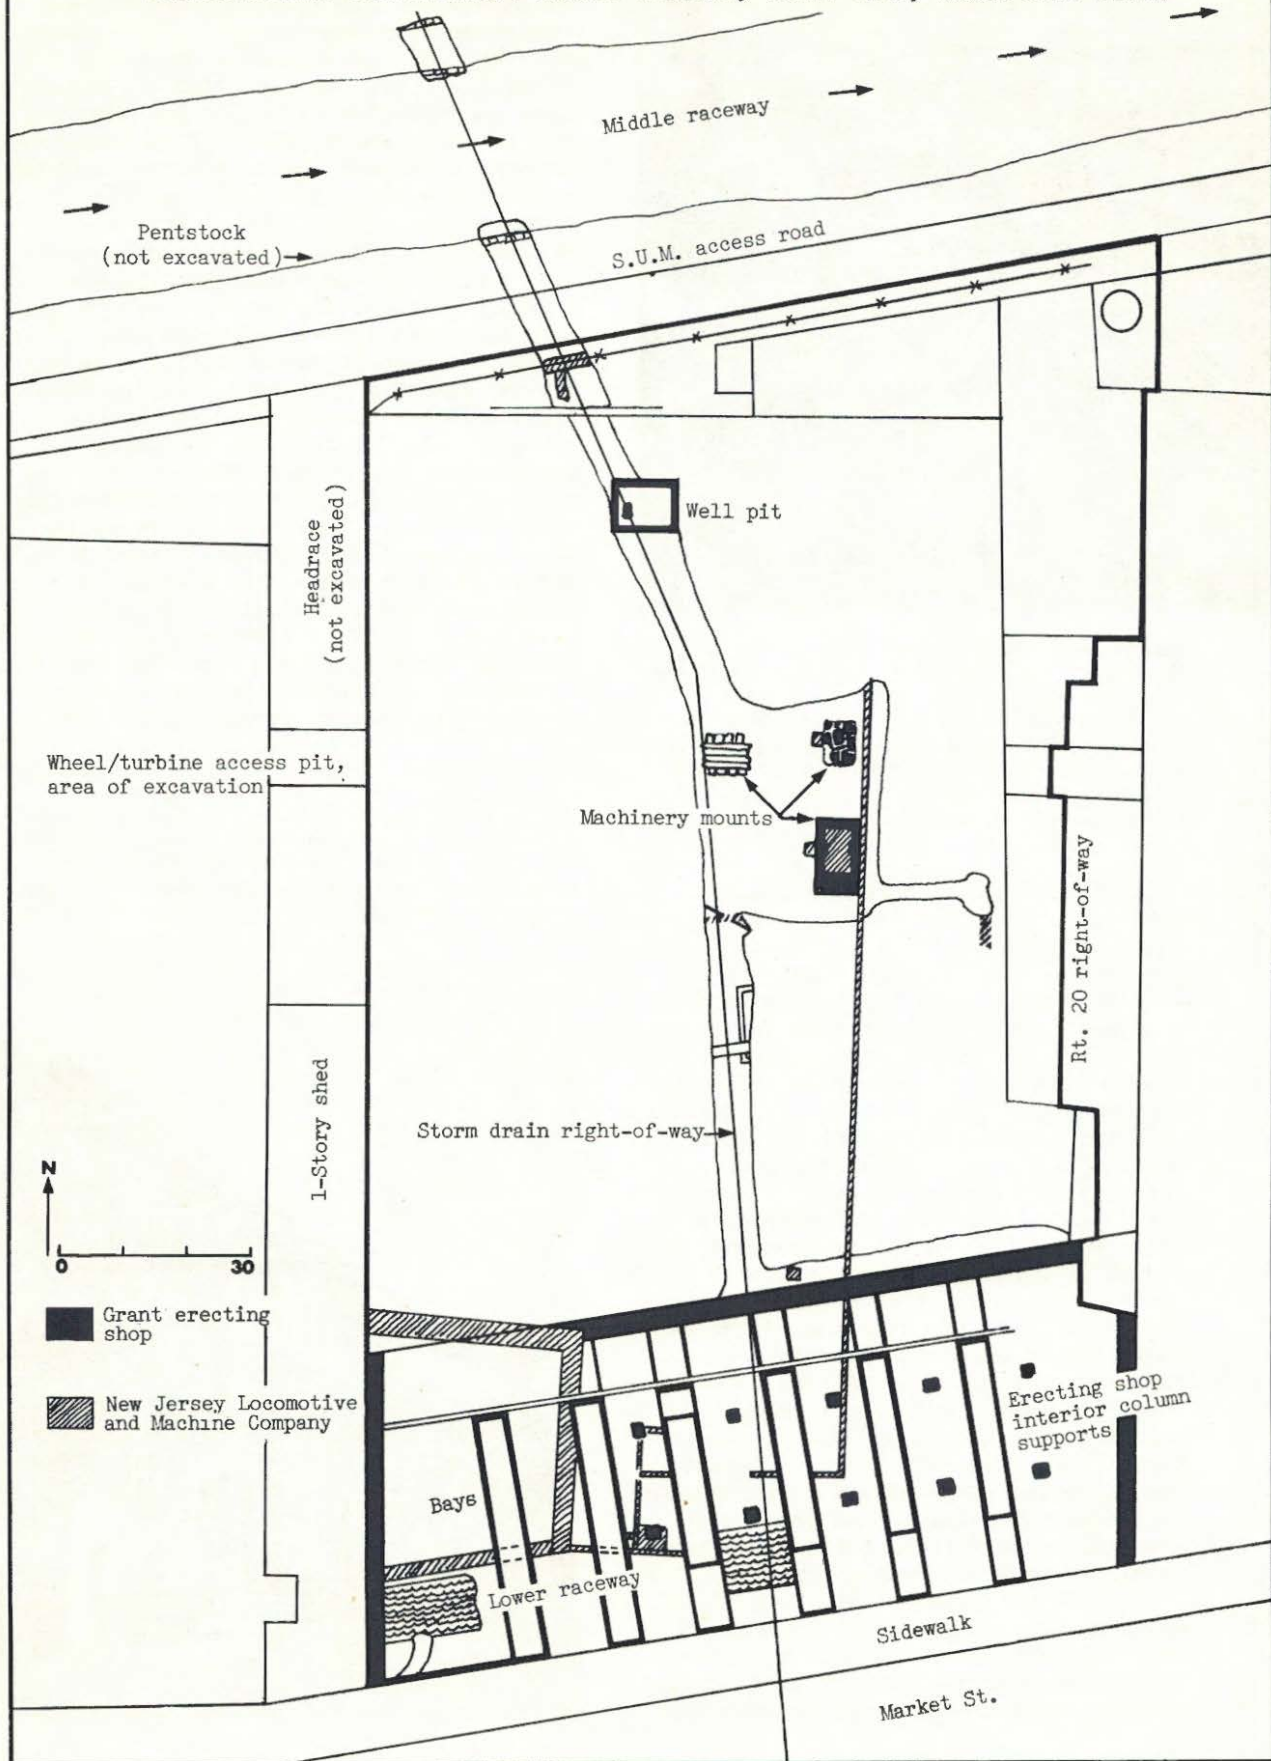 Middle raceway
Pentstock
(not excavated)
S.U.M. access road
Well pit
Headrace
(not excavated)
Wheel/turbine access pit,
area of excavation
Machinery mounts
Rt. 20 right-of-way
Storm drain right-of-way
1-Story shed
N
0 30
Grant erecting
shop
New Jersey Locomotive
and Machine Company
Erecting shop
interior column
supports
Bays
Lower raceway
Sidewalk
Market St.